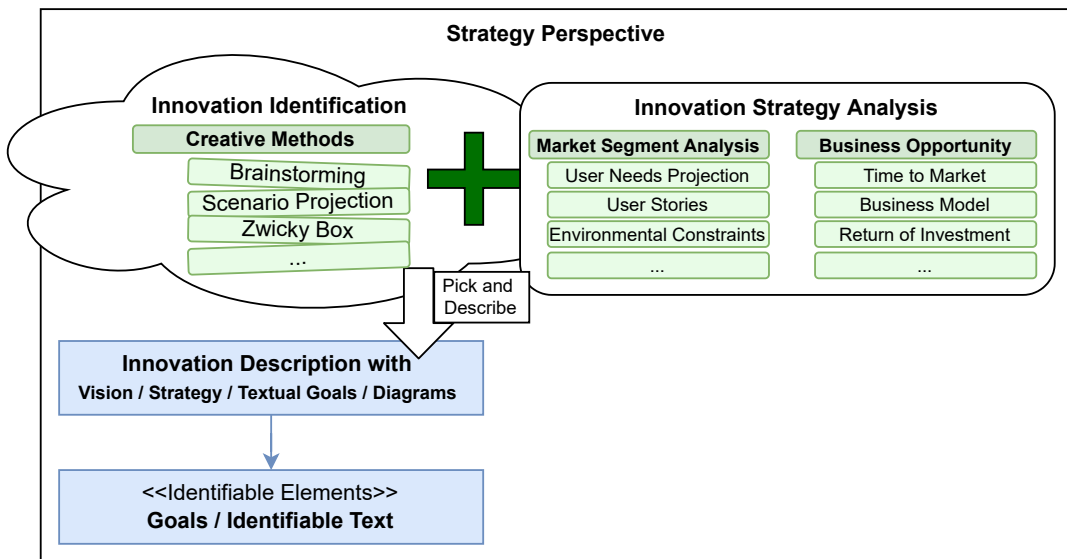 Strategy Perspective
Innovation Identification
Creative Methods
Brainstorming
Scenario Projection
Zwicky Box
...
Innovation Strategy Analysis
Market Segment Analysis
User Needs Projection
User Stories
Environmental Constraints
...
Business Opportunity
Time to Market
Business Model
Return of Investment
...
Pick and
Describe
Innovation Description with
Vision / Strategy / Textual Goals / Diagrams
<<Identifiable Elements>>
Goals / Identifiable Text